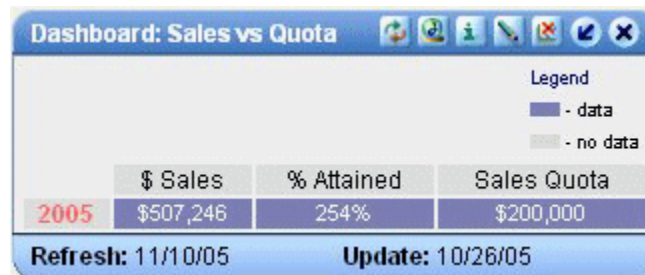 Dashboard: Sales vs Quota
Legend
- data
- no data
$ Sales % Attained Sales Quota
2005 $507,246 254% $200,000
Refresh: 11/10/05 Update: 10/26/05